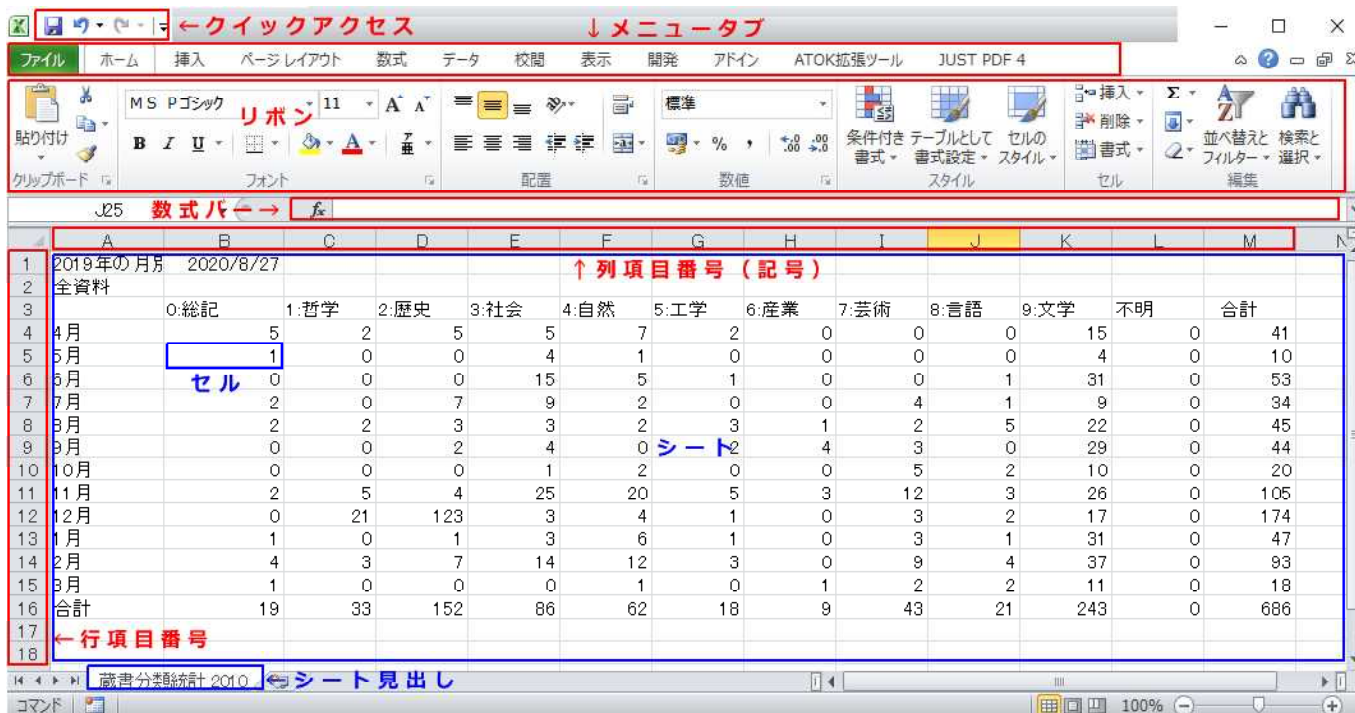 ←クイックアクセス ↓メニュータブ
ファイル ホーム 挿入 ページ レイアウト 数式 データ 校閲 表示 開発 アドイン ATOK拡張ツール JUST PDF 4
MS Pゴシック 11 標準 挿入 Σ
リボン
貼り付け B I U A % 条件付き書式 テーブルとして書式設定 セルのスタイル 削除 書式 並べ替えとフィルター 検索と選択
クリップボード フォント 配置 数値 スタイル セル 編集
J25 数式バー→ fx
A B C D E F G H I J K L M N
1 2019年の月別 2020/8/27 ↑列項目番号(記号)
2 全資料
3 0:総記 1:哲学 2:歴史 3:社会 4:自然 5:工学 6:産業 7:芸術 8:言語 9:文学 不明 合計
4 4月 5 2 5 5 7 2 0 0 0 15 0 41
5 5月 1 0 0 4 1 0 0 0 0 4 0 10
6 6月 セル 0 0 0 15 5 1 0 0 1 31 0 53
7 7月 2 0 7 9 2 0 0 4 1 9 0 34
8 8月 2 2 3 3 2 3 1 2 5 22 0 45
9 9月 0 0 2 4 0 シート 2 4 3 0 29 0 44
10 10月 0 0 0 1 2 0 0 5 2 10 0 20
11 11月 2 5 4 25 20 5 3 12 3 26 0 105
12 12月 0 21 123 3 4 1 0 3 2 17 0 174
13 1月 1 0 1 3 6 1 0 3 1 31 0 47
14 2月 4 3 7 14 12 3 0 9 4 37 0 93
15 3月 1 0 0 0 1 0 1 2 2 11 0 18
16 合計 19 33 152 86 62 18 9 43 21 243 0 686
17 ←行項目番号
18
蔵書分類統計 2010 シート見出し
コマンド 100%